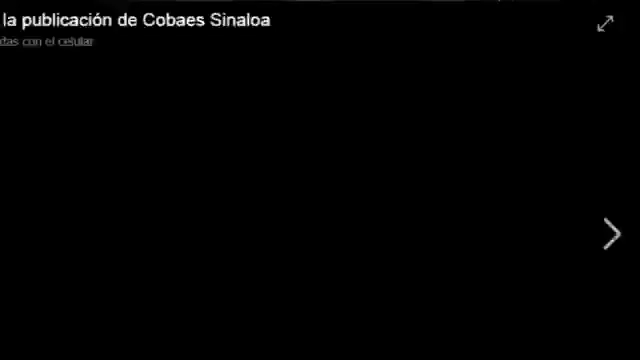 la publicación de Cobaes Sinaloa
das con el celular